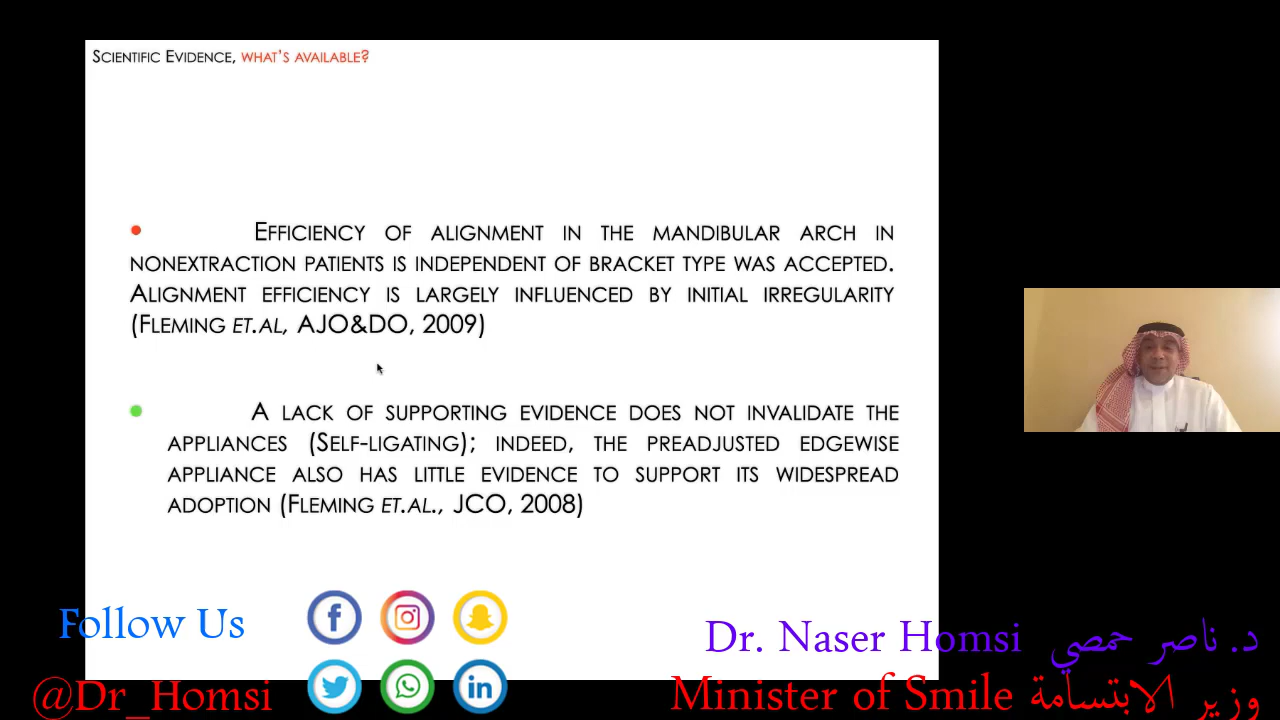 SCIENTIFIC EVIDENCE, WHAT'S AVAILABLE?
EFFICIENCY OF ALIGNMENT IN THE MANDIBULAR ARCH IN
NONEXTRACTION PATIENTS IS INDEPENDENT OF BRACKET TYPE WAS ACCEPTED.
ALIGNMENT EFFICIENCY IS LARGELY INFLUENCED BY INITIAL IRREGULARITY
(FLEMING ET.AL, AJO&DO, 2009)
A LACK OF SUPPORTING EVIDENCE DOES NOT INVALIDATE THE
APPLIANCES (SELF-LIGATING); INDEED, THE PREADJUSTED EDGEWISE
APPLIANCE ALSO HAS LITTLE EVIDENCE TO SUPPORT ITS WIDESPREAD
ADOPTION (FLEMING ET.AL., JCO, 2008)
Follow Us
@Dr_Homsi
Dr. Naser Homsi د. ناصر حمصي
Minister of Smile وزير الابتسامة